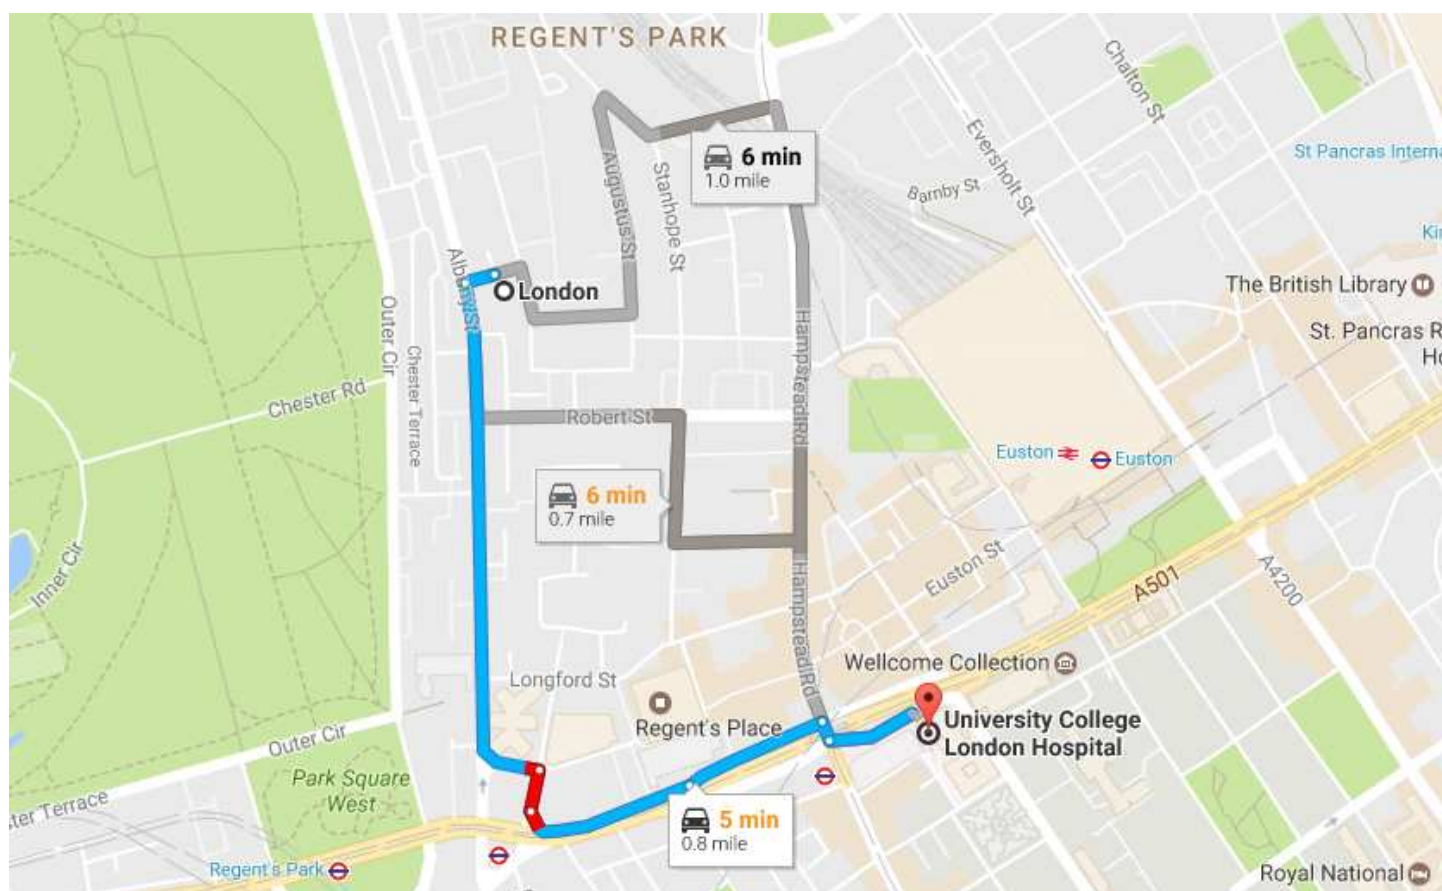 REGENT'S PARK
Chalton St
Eversholt St
St Pancras Interna
6 min
1.0 mile
Augustus St
Stanhope St
Barnby St
Kin
Albany St
London
The British Library
St. Pancras R
Ho
Outer Cir
Chester Terrace
Hampstead Rd
Chester Rd
Robert St
Euston
Euston
6 min
0.7 mile
Inner Cir
Euston St
A501
A4200
Hampstead Rd
Wellcome Collection
Longford St
Regent's Place
University College
London Hospital
Outer Cir
Park Square
West
ster Terrace
5 min
0.8 mile
Regent's Park
Royal National